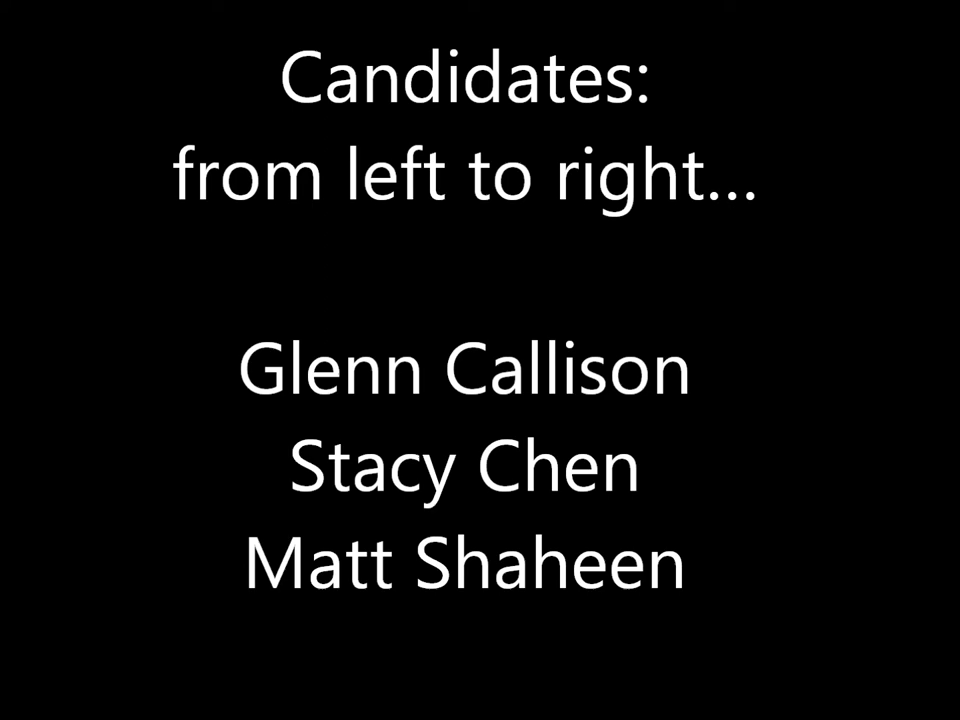 Candidates:
from left to right...
Glenn Callison
Stacy Chen
Matt Shaheen